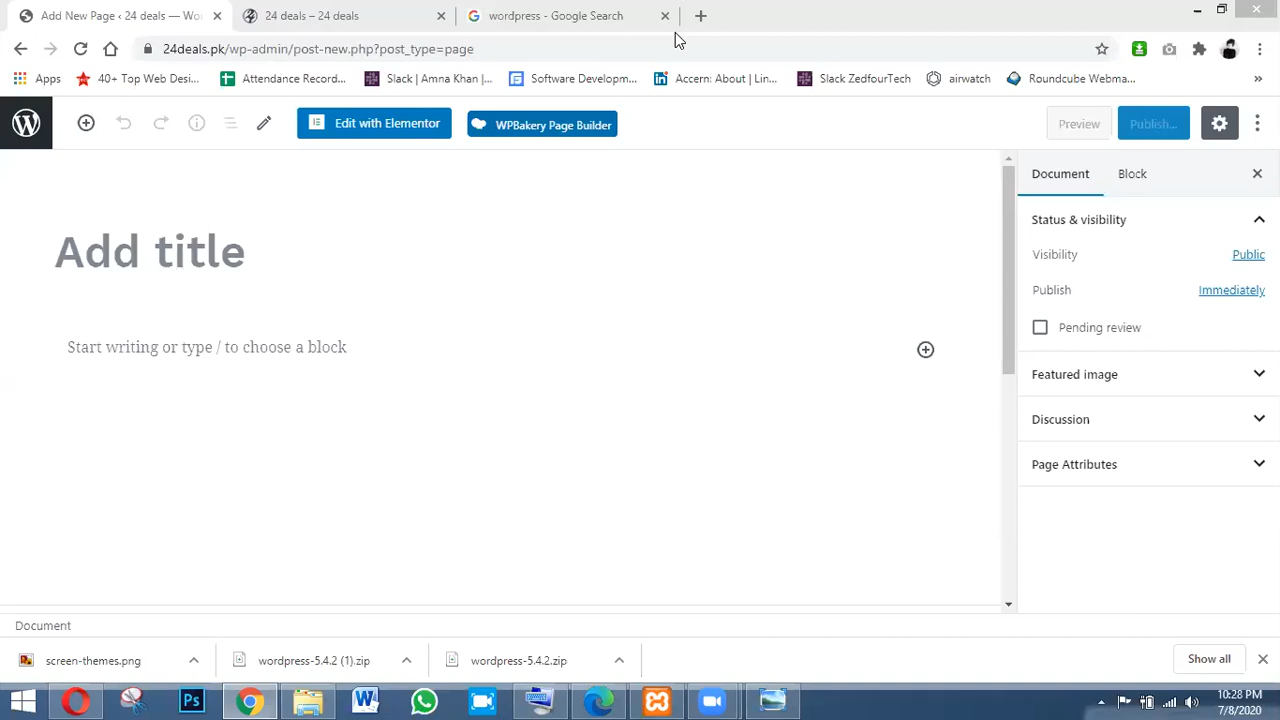 Add New Page ‹ 24 deals — Wo
24 deals – 24 deals
wordpress - Google Search
24deals.pk/wp-admin/post-new.php?post_type=page
Apps
40+ Top Web Desi...
Attendance Record...
Slack | Amna Khan |...
Software Developm...
Accern: About | Lin...
Slack ZedfourTech
airwatch
Roundcube Webma...
»
Edit with Elementor
WPBakery Page Builder
Preview
Publish...
Document
Block
Add title
Status & visibility
Visibility
Public
Publish
Immediately
Start writing or type / to choose a block
Pending review
Featured image
Discussion
Page Attributes
Document
screen-themes.png
wordpress-5.4.2 (1).zip
wordpress-5.4.2.zip
Show all
Ps
10:28 PM
7/8/2020